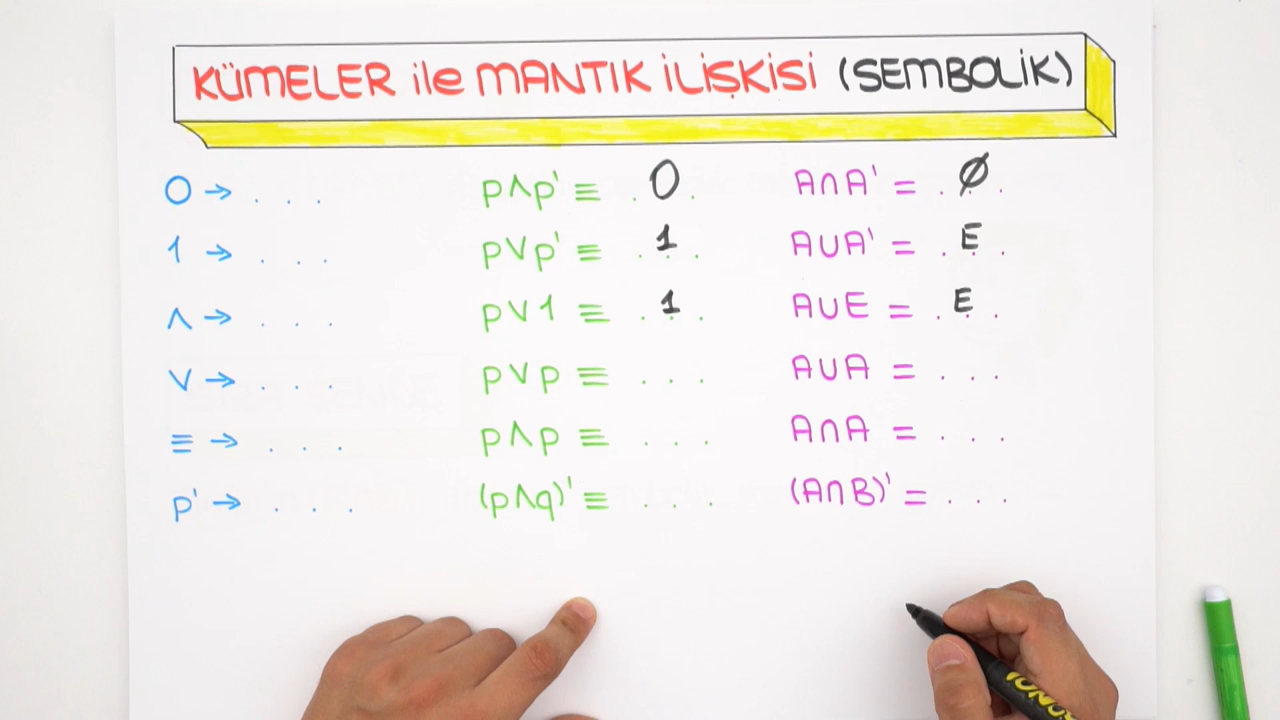 KÜMELER ile MANTIK İLİŞKİSİ (SEMBOLİK)
0 → . . . p∧p' ≡ 0 A∩A' = Ø
1 → . . . p∨p' ≡ 1 A∪A' = E
∧ → . . . p∨1 ≡ 1 A∪E = E
∨ → . . . p∨p ≡ . . . A∪A = . . .
≡ → . . . p∧p ≡ . . . A∩A = . . .
p' → . . . (p∧q)' ≡ . . . (A∩B)' = . . .